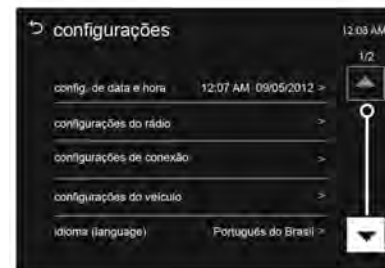 configurações 12:08 AM
1/2
config. de data e hora 12:07 AM 09/05/2012 >
configurações do rádio >
configurações de conexão >
configurações do veículo >
idioma (language) Português do Brasil >